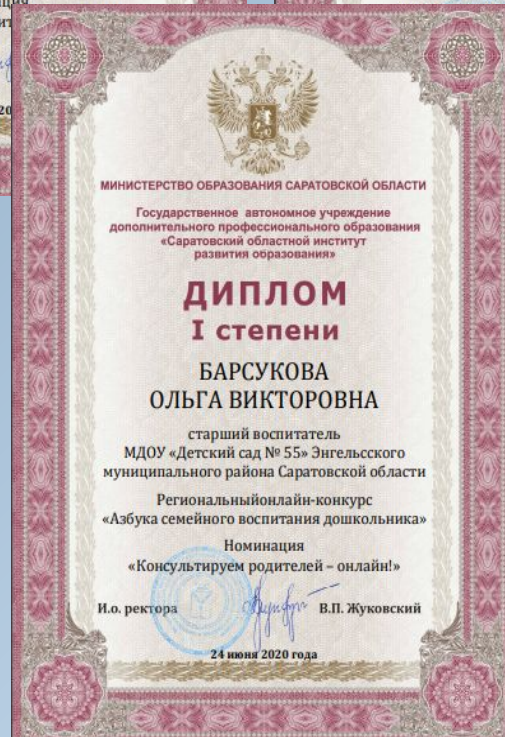 МИНИСТЕРСТВО ОБРАЗОВАНИЯ САРАТОВСКОЙ ОБЛАСТИ
Государственное автономное учреждение
дополнительного профессионального образования
«Саратовский областной институт
развития образования»
ДИПЛОМ
I степени
БАРСУКОВА
ОЛЬГА ВИКТОРОВНА
старший воспитатель
МДОУ «Детский сад № 55» Энгельсского
муниципального района Саратовской области
Региональныйонлайн-конкурс
«Азбука семейного воспитания дошкольника»
Номинация
«Консультируем родителей – онлайн!»
И.о. ректора В.П. Жуковский
24 июня 2020 года